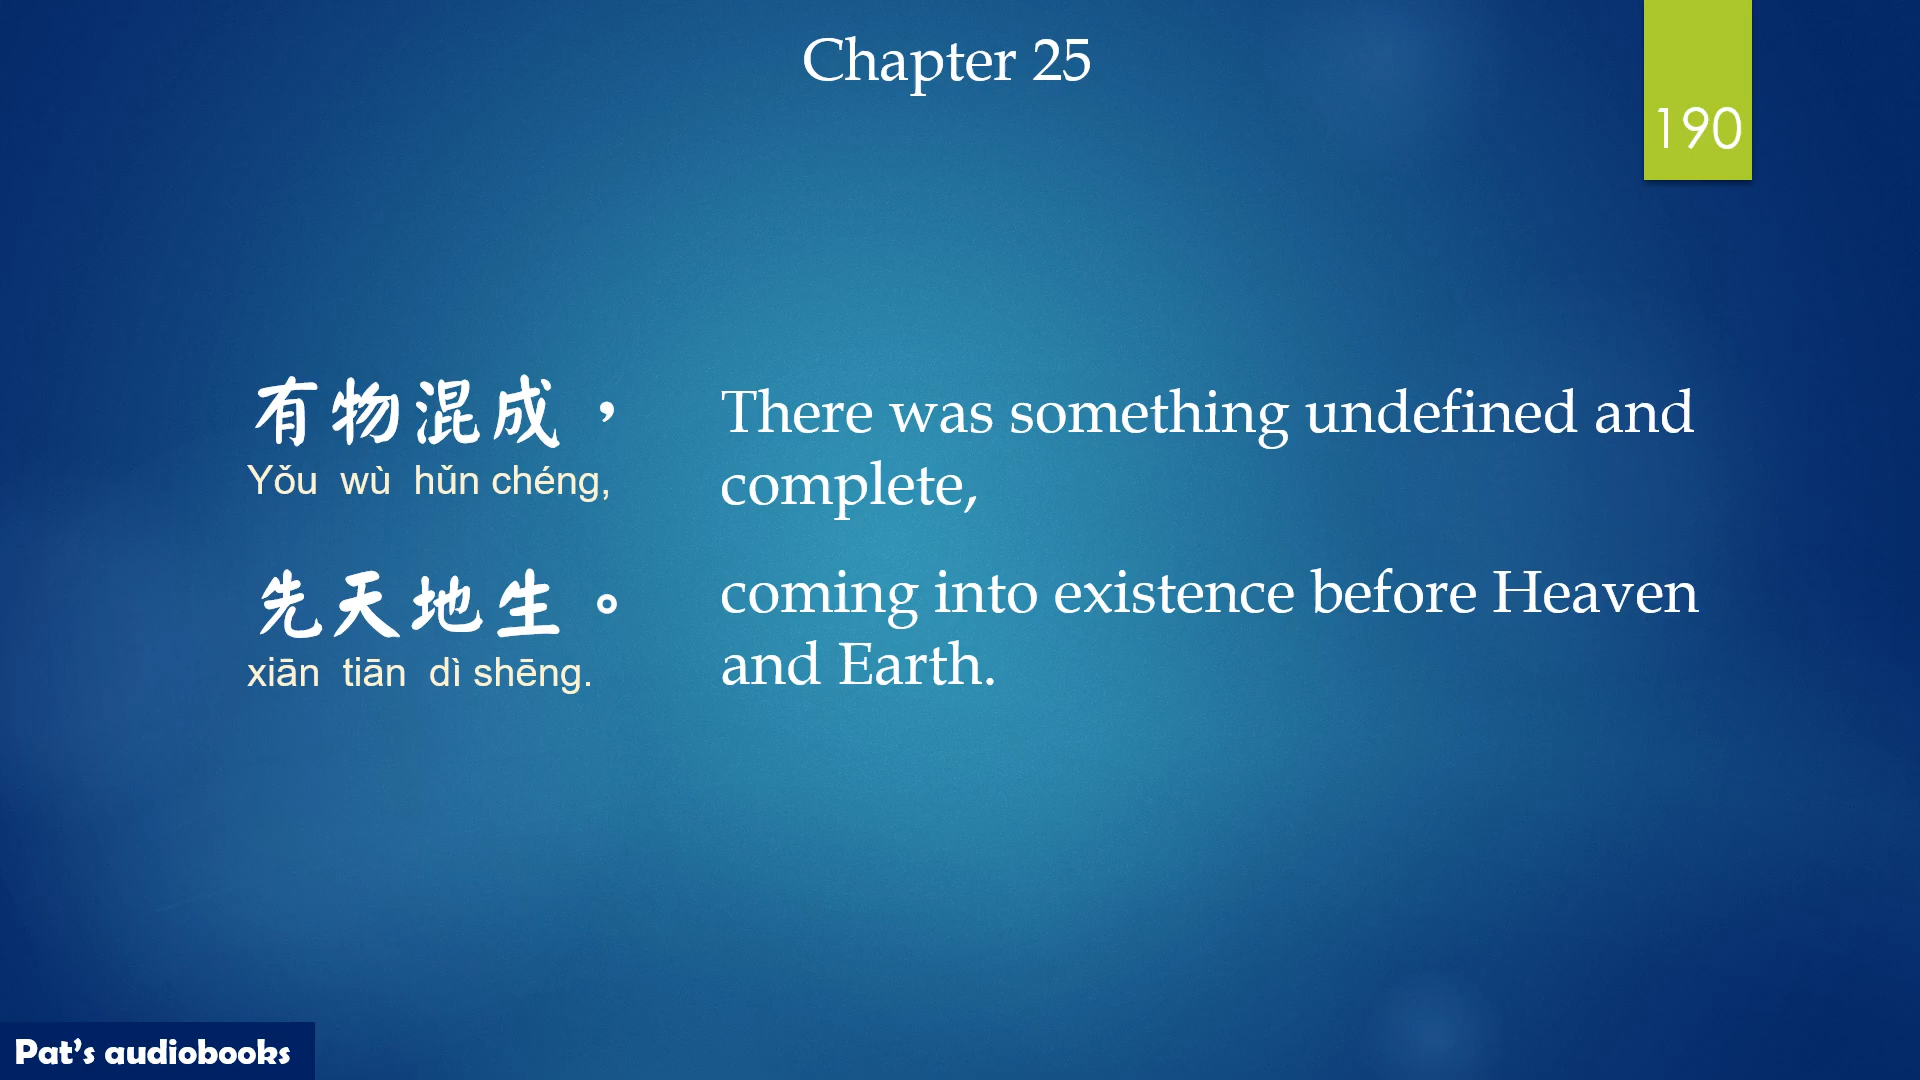 Chapter 25
190
有物混成，
Yǒu wù hǔn chéng,
There was something undefined and
complete,
先天地生。
xiān tiān dì shēng.
coming into existence before Heaven
and Earth.
Pat's audiobooks